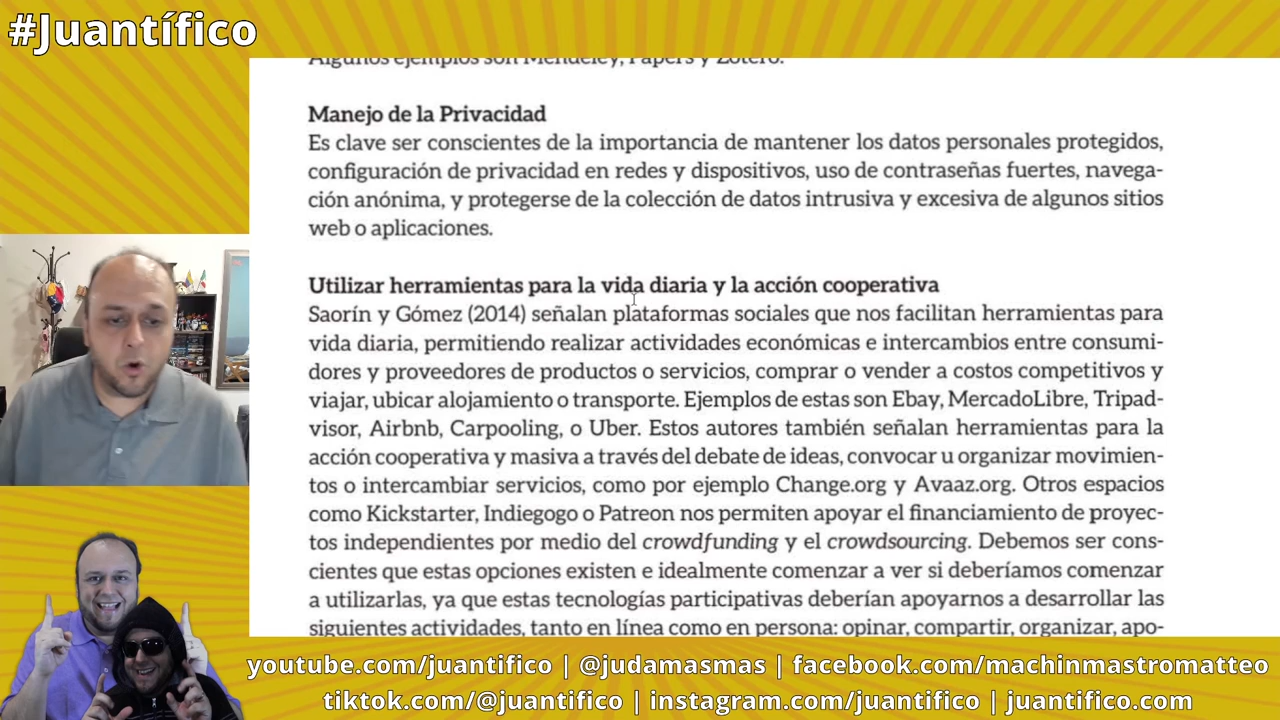 #Juantífico
Algunos ejemplos son Mendeley, Papers y Zotero.
Manejo de la Privacidad
Es clave ser conscientes de la importancia de mantener los datos personales protegidos,
configuración de privacidad en redes y dispositivos, uso de contraseñas fuertes, navega-
ción anónima, y protegerse de la colección de datos intrusiva y excesiva de algunos sitios
web o aplicaciones.
Utilizar herramientas para la vida diaria y la acción cooperativa
Saorín y Gómez (2014) señalan plataformas sociales que nos facilitan herramientas para
vida diaria, permitiendo realizar actividades económicas e intercambios entre consumi-
dores y proveedores de productos o servicios, comprar o vender a costos competitivos y
viajar, ubicar alojamiento o transporte. Ejemplos de estas son Ebay, MercadoLibre, Tripad-
visor, Airbnb, Carpooling, o Uber. Estos autores también señalan herramientas para la
acción cooperativa y masiva a través del debate de ideas, convocar u organizar movimien-
tos o intercambiar servicios, como por ejemplo Change.org y Avaaz.org. Otros espacios
como Kickstarter, Indiegogo o Patreon nos permiten apoyar el financiamiento de proyec-
tos independientes por medio del crowdfunding y el crowdsourcing. Debemos ser cons-
cientes que estas opciones existen e idealmente comenzar a ver si deberíamos comenzar
a utilizarlas, ya que estas tecnologías participativas deberían apoyarnos a desarrollar las
siguientes actividades, tanto en línea como en persona: opinar, compartir, organizar, apo-
youtube.com/juantifico | @judamasmas | facebook.com/machinmastromatteo
tiktok.com/@juantifico | instagram.com/juantifico | juantifico.com